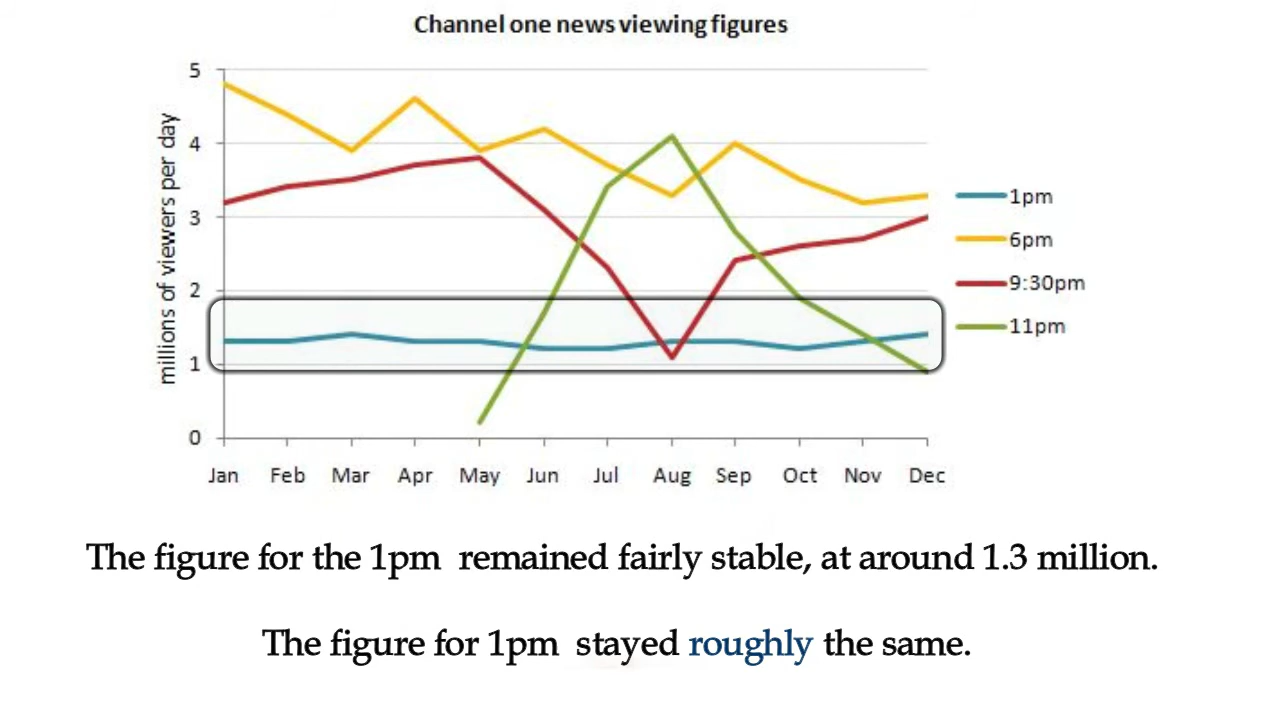 Channel one news viewing figures
millions of viewers per day
5
4
3
2
1
0
Jan Feb Mar Apr May Jun Jul Aug Sep Oct Nov Dec
1pm
6pm
9:30pm
11pm
The figure for the 1pm remained fairly stable, at around 1.3 million.
The figure for 1pm stayed roughly the same.